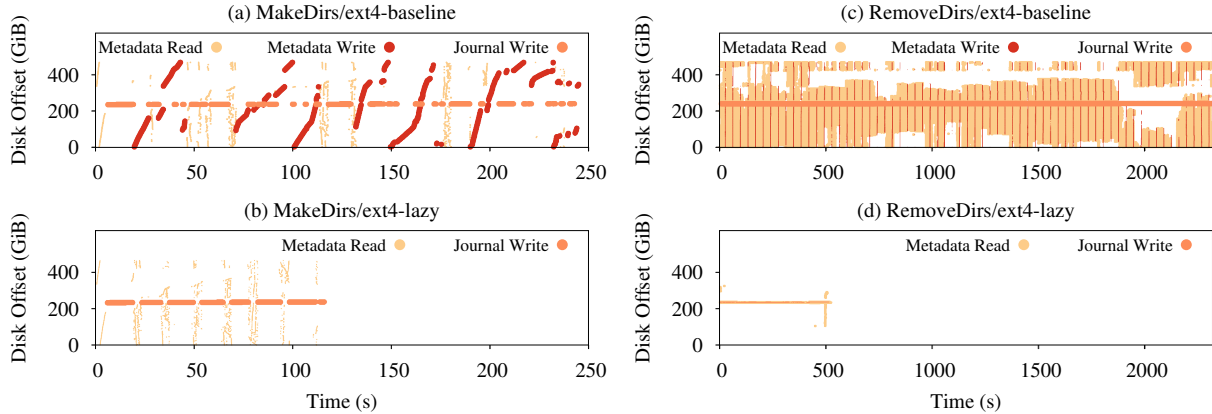 (a) MakeDirs/ext4-baseline
Metadata Read Metadata Write Journal Write
Disk Offset (GiB)
400
200
0
0 50 100 150 200 250
(c) RemoveDirs/ext4-baseline
Metadata Read Metadata Write Journal Write
Disk Offset (GiB)
400
200
0
0 500 1000 1500 2000
(b) MakeDirs/ext4-lazy
Metadata Read Journal Write
Disk Offset (GiB)
400
200
0
0 50 100 150 200 250
Time (s)
(d) RemoveDirs/ext4-lazy
Metadata Read Journal Write
Disk Offset (GiB)
400
200
0
0 500 1000 1500 2000
Time (s)